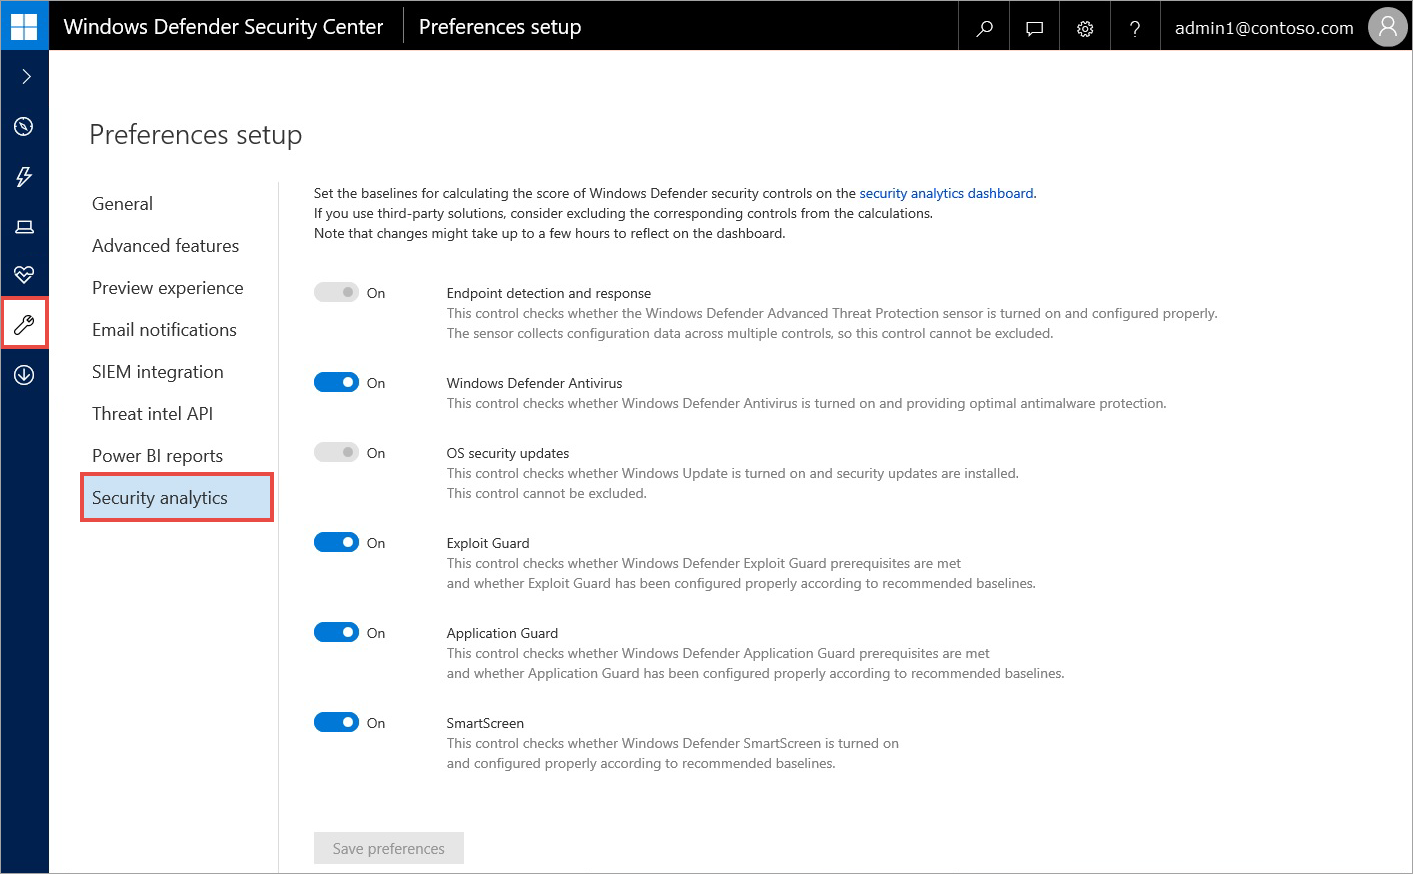 Windows Defender Security Center
Preferences setup
admin1@contoso.com
Preferences setup
General
Advanced features
Preview experience
Email notifications
SIEM integration
Threat intel API
Power BI reports
Security analytics
Set the baselines for calculating the score of Windows Defender security controls on the security analytics dashboard.
If you use third-party solutions, consider excluding the corresponding controls from the calculations.
Note that changes might take up to a few hours to reflect on the dashboard.
On
Endpoint detection and response
This control checks whether the Windows Defender Advanced Threat Protection sensor is turned on and configured properly.
The sensor collects configuration data across multiple controls, so this control cannot be excluded.
On
Windows Defender Antivirus
This control checks whether Windows Defender Antivirus is turned on and providing optimal antimalware protection.
On
OS security updates
This control checks whether Windows Update is turned on and security updates are installed.
This control cannot be excluded.
On
Exploit Guard
This control checks whether Windows Defender Exploit Guard prerequisites are met
and whether Exploit Guard has been configured properly according to recommended baselines.
On
Application Guard
This control checks whether Windows Defender Application Guard prerequisites are met
and whether Application Guard has been configured properly according to recommended baselines.
On
SmartScreen
This control checks whether Windows Defender SmartScreen is turned on
and configured properly according to recommended baselines.
Save preferences